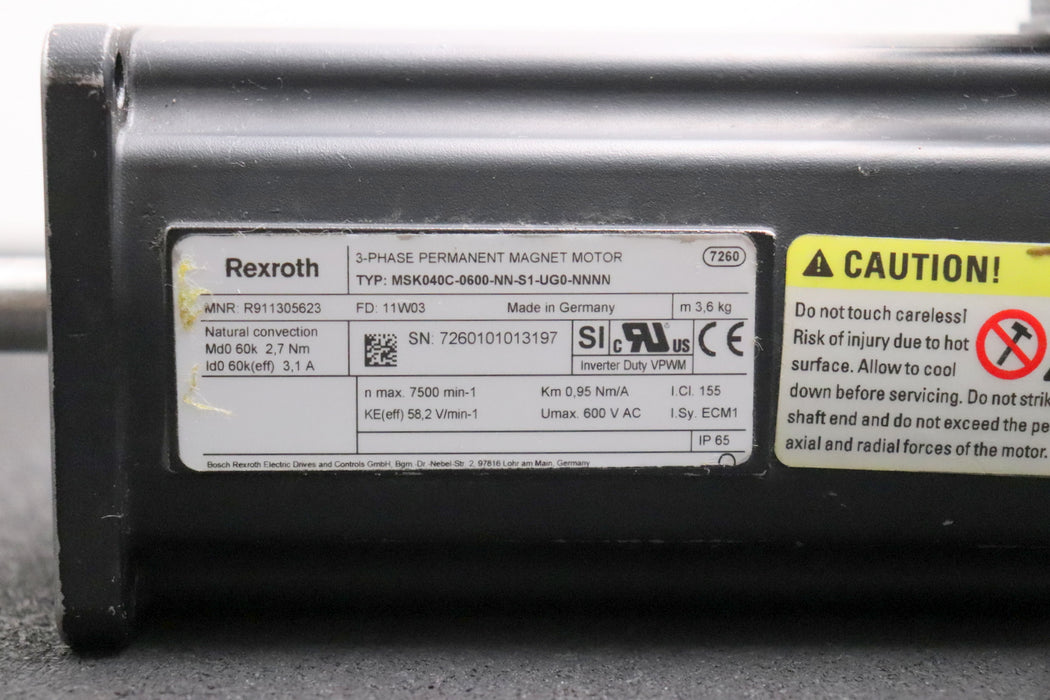 Rexroth
3-PHASE PERMANENT MAGNET MOTOR
7260
TYP: MSK040C-0600-NN-S1-UG0-NNNN
MNR: R911305623
FD: 11W03
Made in Germany
m 3,6 kg
Natural convection
Md0 60k 2,7 Nm
Id0 60k(eff) 3,1 A
SN: 7260101013197
SI
c RU US
CE
Inverter Duty VPWM
n max. 7500 min-1
Km 0,95 Nm/A
I.Cl. 155
KE(eff) 58,2 V/min-1
Umax. 600 V AC
I.Sy. ECM1
IP 65
Bosch Rexroth Electric Drives and Controls GmbH, Bgm.-Dr.-Nebel-Str. 2, 97816 Lohr am Main, Germany
CAUTION!
Do not touch careless!
Risk of injury due to hot
surface. Allow to cool
down before servicing. Do not strik
shaft end and do not exceed the pe
axial and radial forces of the motor.